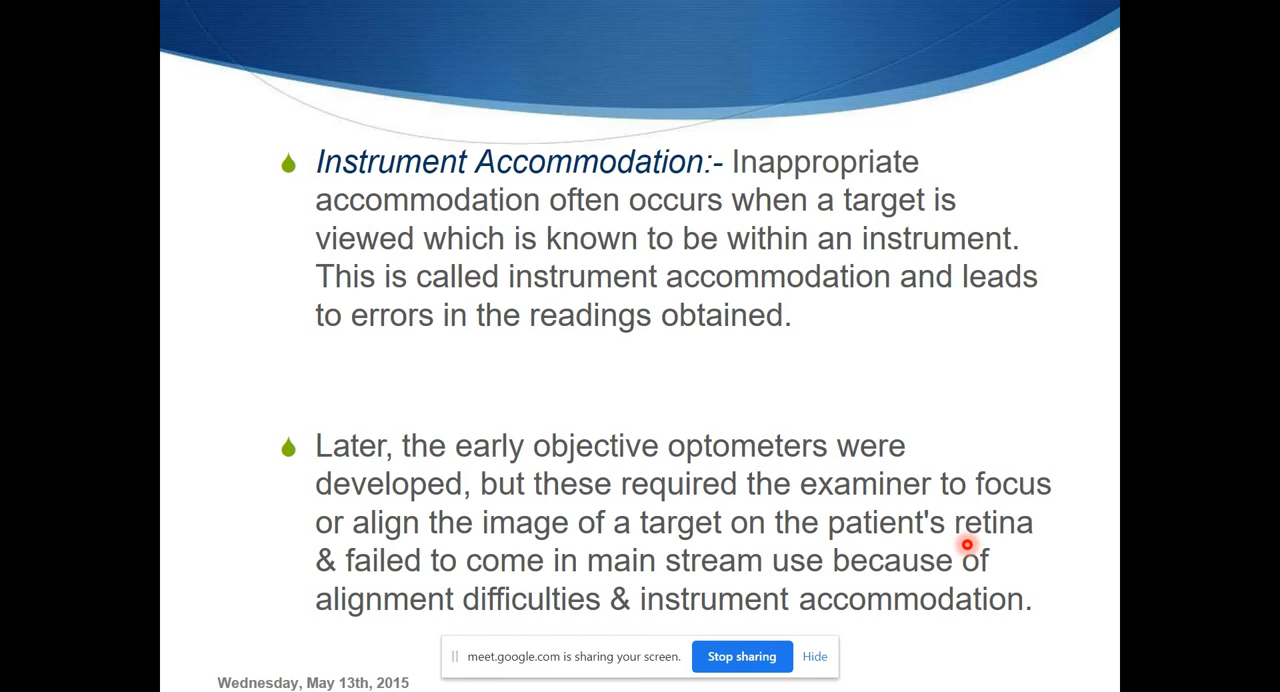 Instrument Accommodation:- Inappropriate
accommodation often occurs when a target is
viewed which is known to be within an instrument.
This is called instrument accommodation and leads
to errors in the readings obtained.
Later, the early objective optometers were
developed, but these required the examiner to focus
or align the image of a target on the patient's retina
& failed to come in main stream use because of
alignment difficulties & instrument accommodation.
meet.google.com is sharing your screen. Stop sharing Hide
Wednesday, May 13th, 2015